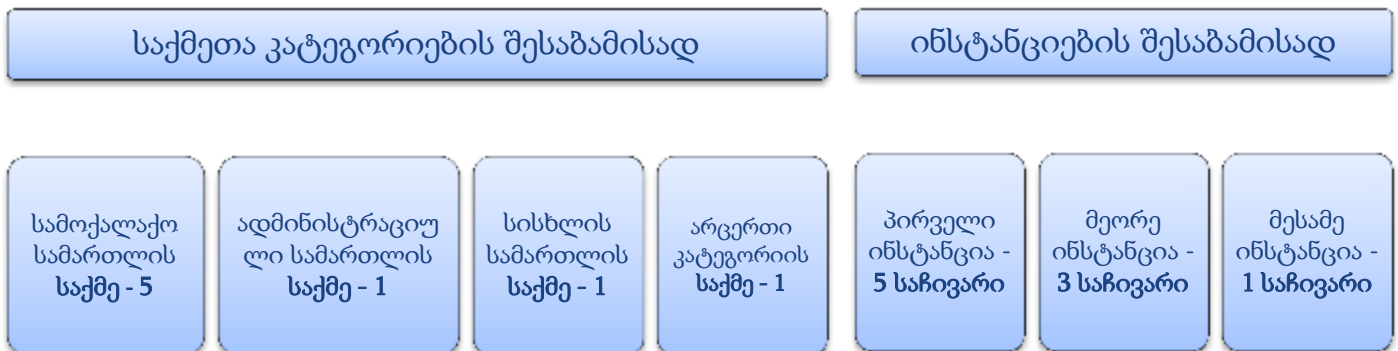 საქმეთა კატეგორიების შესაბამისად
ინსტანციების შესაბამისად
სამოქალაქო
სამართლის
საქმე - 5
ადმინისტრაციუ
ლი სამართლის
საქმე - 1
სისხლის
სამართლის
საქმე - 1
არცერთი
კატეგორიის
საქმე - 1
პირველი
ინსტანცია -
5 საჩივარი
მეორე
ინსტანცია -
3 საჩივარი
მესამე
ინსტანცია -
1 საჩივარი